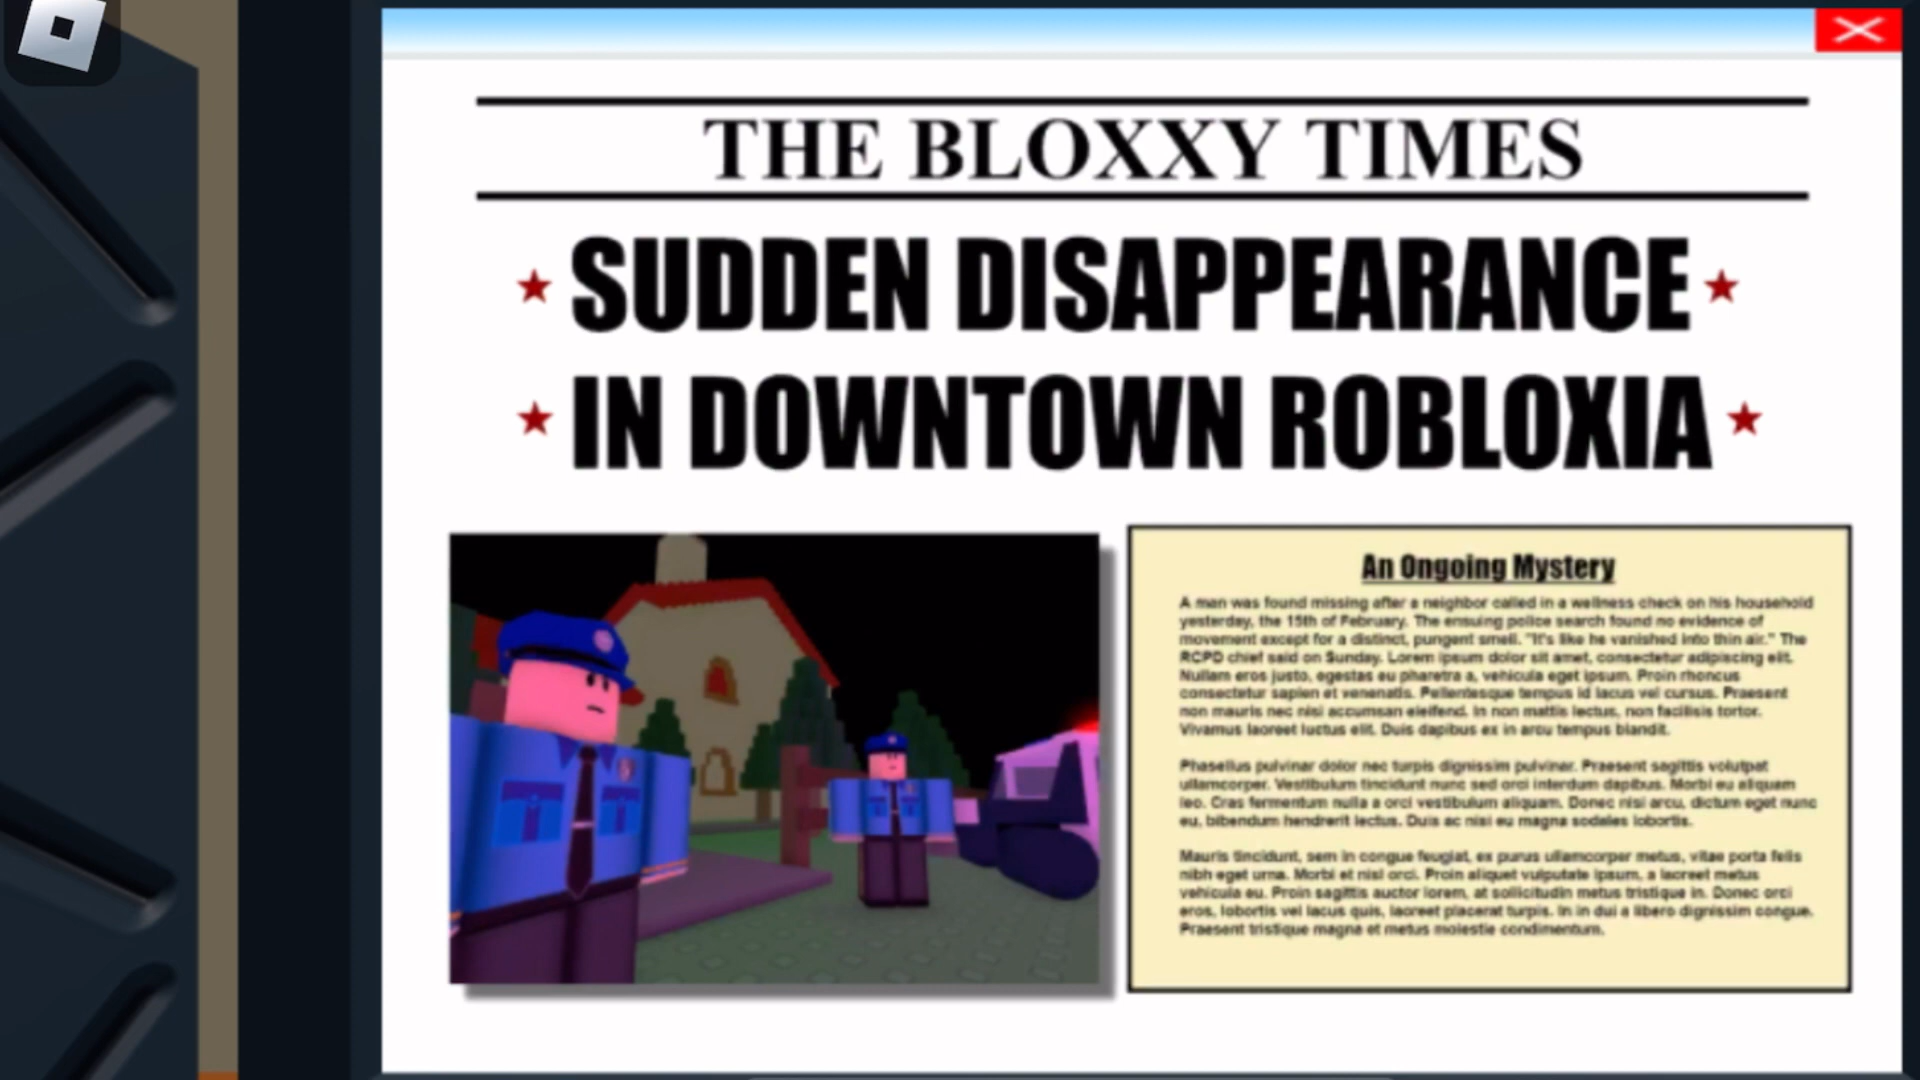 THE BLOXXY TIMES
SUDDEN DISAPPEARANCE
IN DOWNTOWN ROBLOXIA
An Ongoing Mystery
A man was found missing after a neighbor called in a wellness check on his household
yesterday, the 15th of February. The ensuing police search found no evidence of
movement except for a distinct, pungent smell. "It's like he vanished into thin air." The
RCPD chief said on Sunday. Lorem ipsum dolor sit amet, consectetur adipiscing elit.
Nullam eros justo, egestas eu pharetra a, vehicula eget ipsum. Proin rhoncus
consectetur sapien et venenatis. Pellentesque tempus id lacus vel cursus. Praesent
non mauris nec nisi accumsan eleifend. In non mattis lectus, non facilisis tortor.
Vivamus laoreet luctus elit. Duis dapibus ex in arcu tempus blandit.
Phasellus pulvinar dolor nec turpis dignissim pulvinar. Praesent sagittis volutpat
ullamcorper. Vestibulum tincidunt nunc sed orci interdum dapibus. Morbi eu aliquam
leo. Cras fermentum nulla a orci vestibulum aliquam. Donec nisi arcu, dictum eget nunc
eu, bibendum hendrerit lectus. Duis ac nisi eu magna sodales lobortis.
Mauris tincidunt, sem in congue feugiat, ex purus ullamcorper metus, vitae porta felis
nibh eget urna. Morbi et nisl orci. Proin aliquet vulputate ipsum, a laoreet metus
vehicula eu. Proin sagittis auctor lorem, at sollicitudin metus tristique in. Donec orci
eros, lobortis vel lacus quis, laoreet placerat turpis. In in dui a libero dignissim congue.
Praesent tristique magna et metus molestie condimentum.